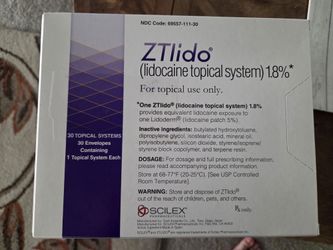 NDC Code: 69557-111-30
ZTlido®
(lidocaine topical system) 1.8%*
For topical use only.
*One ZTlido® (lidocaine topical system) 1.8%
provides equivalent lidocaine exposure to
one Lidoderm® (lidocaine patch 5%)
Inactive ingredients: butylated hydroxytoluene,
dipropylene glycol, isostearic acid, mineral oil,
polyisobutylene, silicon dioxide, styrene/isoprene/
styrene block copolymer, and terpene resin.
DOSAGE: For dosage and full prescribing information,
please read accompanying product information.
Store at 68-77°F (20-25°C). [See USP Controlled
Room Temperature.]
WARNING: Store and dispose of ZTlido®
out of the reach of children, pets, and others.
SCILEX
PHARMACEUTICALS
Rx only.
30 TOPICAL SYSTEMS
30 Envelopes
Containing
1 Topical System Each